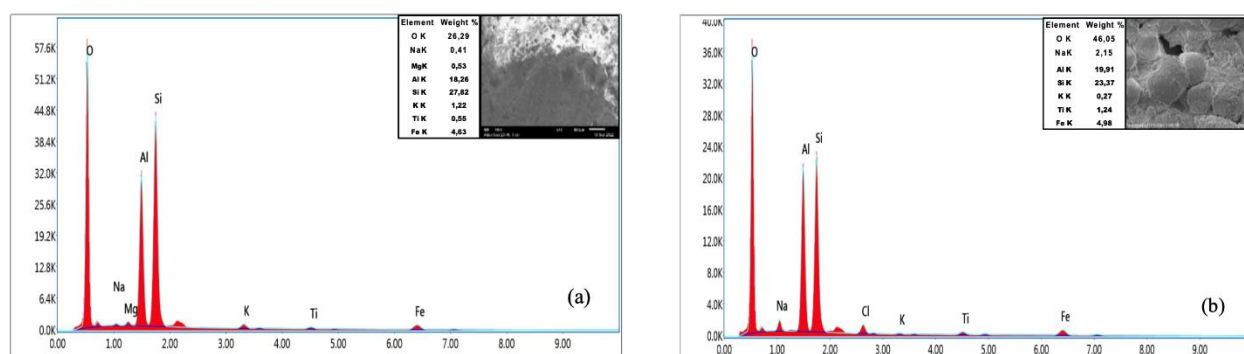 Element Weight %
O K 26,29
NaK 0,41
MgK 0,53
Al K 18,26
Si K 27,82
K K 1,22
Ti K 0,55
Fe K 4,63
57.6K
51.2K
44.8K
38.4K
32.0K
25.6K
19.2K
12.8K
6.4K
0.0K
O
Si
Al
Na
Mg
K
Ti
Fe
(a)
0.00 1.00 2.00 3.00 4.00 5.00 6.00 7.00 8.00 9.00
Element Weight %
O K 46,05
NaK 2,15
Al K 19,91
Si K 23,37
K K 0,27
Ti K 1,24
Fe K 4,98
40.0K
36.0K
32.0K
28.0K
24.0K
20.0K
16.0K
12.0K
8.0K
4.0K
0.0K
O
Al
Si
Na
Cl
K
Ti
Fe
(b)
0.00 1.00 2.00 3.00 4.00 5.00 6.00 7.00 8.00 9.00